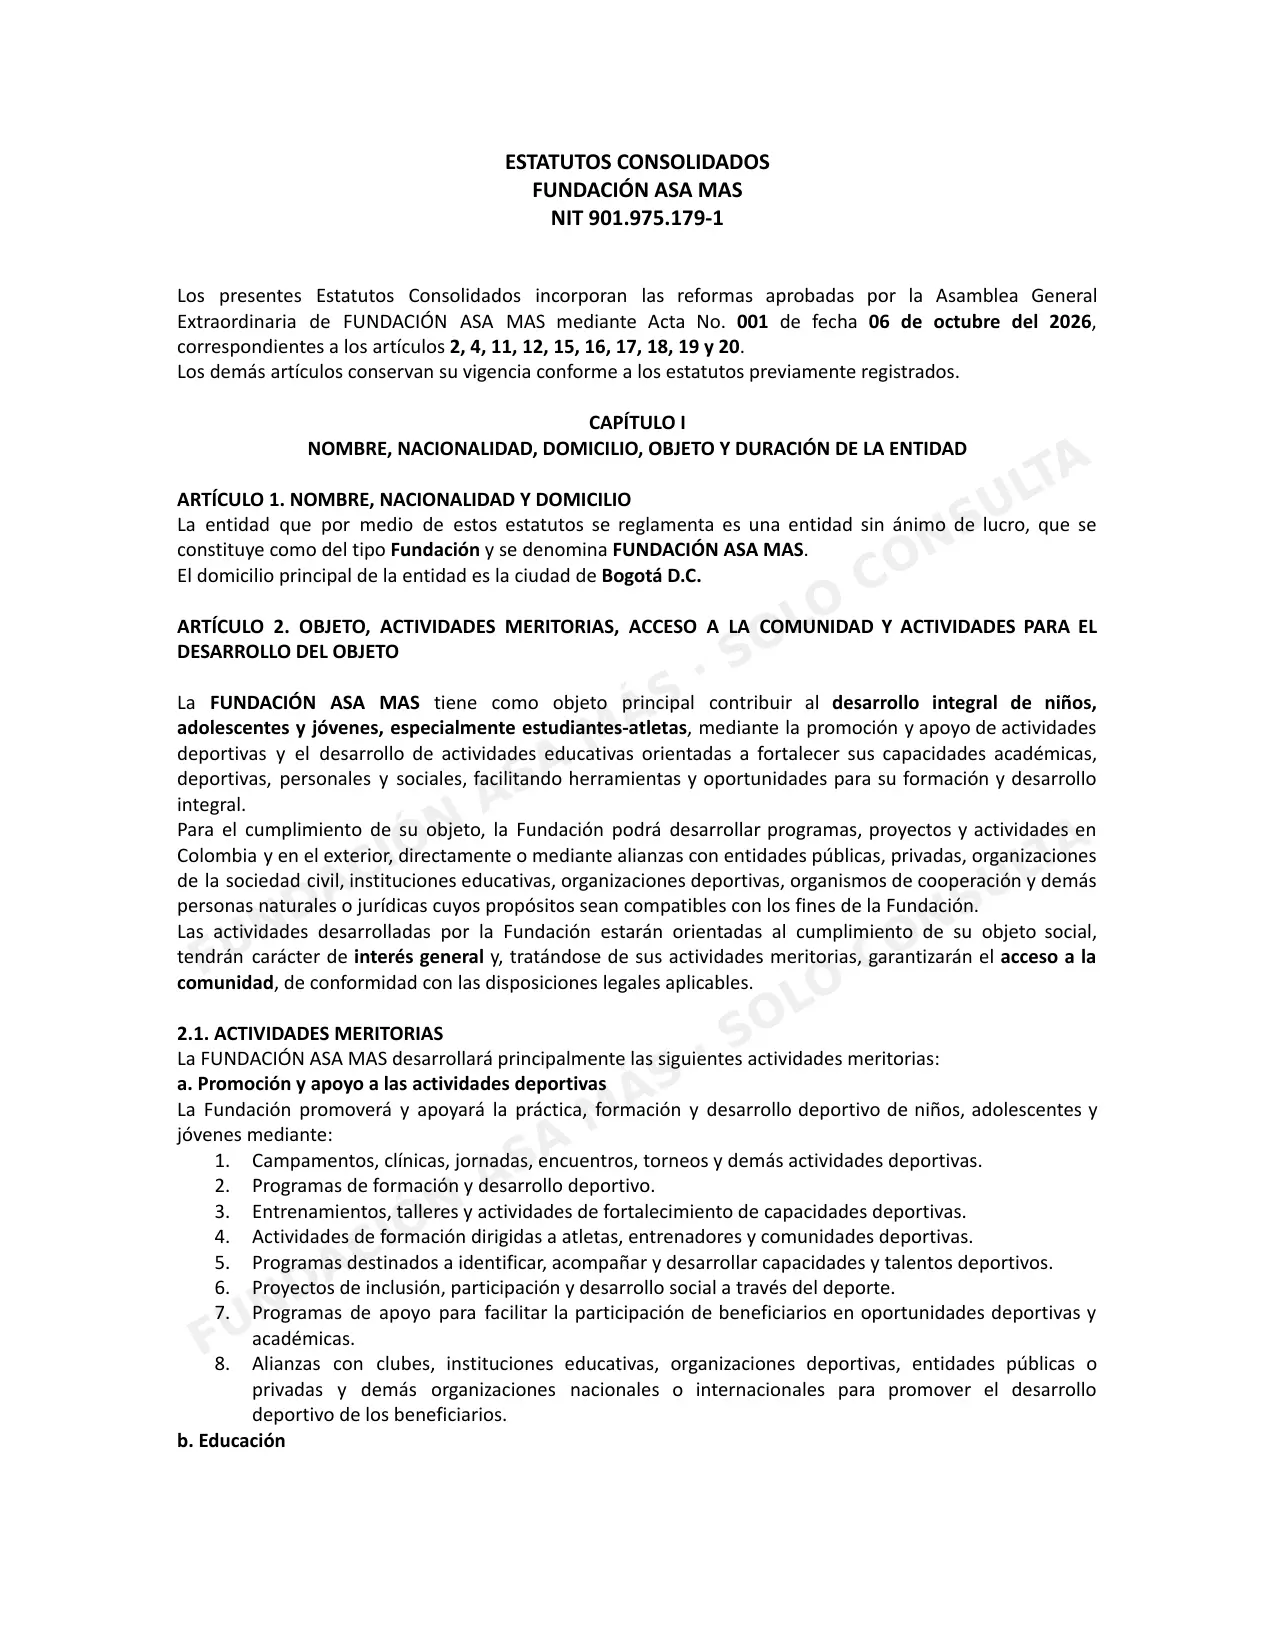 ESTATUTOS CONSOLIDADOS
FUNDACIÓN ASA MAS
NIT 901.975.179-1
Los presentes Estatutos Consolidados incorporan las reformas aprobadas por la Asamblea General
Extraordinaria de FUNDACIÓN ASA MAS mediante Acta No. 001 de fecha 06 de octubre del 2026,
correspondientes a los artículos 2, 4, 11, 12, 15, 16, 17, 18, 19 y 20.
Los demás artículos conservan su vigencia conforme a los estatutos previamente registrados.
CAPÍTULO I
NOMBRE, NACIONALIDAD, DOMICILIO, OBJETO Y DURACIÓN DE LA ENTIDAD
ARTÍCULO 1. NOMBRE, NACIONALIDAD Y DOMICILIO
La entidad que por medio de estos estatutos se reglamenta es una entidad sin ánimo de lucro, que se
constituye como del tipo Fundación y se denomina FUNDACIÓN ASA MAS.
El domicilio principal de la entidad es la ciudad de Bogotá D.C.
ARTÍCULO 2. OBJETO, ACTIVIDADES MERITORIAS, ACCESO A LA COMUNIDAD Y ACTIVIDADES PARA EL
DESARROLLO DEL OBJETO
La FUNDACIÓN ASA MAS tiene como objeto principal contribuir al desarrollo integral de niños,
adolescentes y jóvenes, especialmente estudiantes-atletas, mediante la promoción y apoyo de actividades
deportivas y el desarrollo de actividades educativas orientadas a fortalecer sus capacidades académicas,
deportivas, personales y sociales, facilitando herramientas y oportunidades para su formación y desarrollo
integral.
Para el cumplimiento de su objeto, la Fundación podrá desarrollar programas, proyectos y actividades en
Colombia y en el exterior, directamente o mediante alianzas con entidades públicas, privadas, organizaciones
de la sociedad civil, instituciones educativas, organizaciones deportivas, organismos de cooperación y demás
personas naturales o jurídicas cuyos propósitos sean compatibles con los fines de la Fundación.
Las actividades desarrolladas por la Fundación estarán orientadas al cumplimiento de su objeto social,
tendrán carácter de interés general y, tratándose de sus actividades meritorias, garantizarán el acceso a la
comunidad, de conformidad con las disposiciones legales aplicables.
2.1. ACTIVIDADES MERITORIAS
La FUNDACIÓN ASA MAS desarrollará principalmente las siguientes actividades meritorias:
a. Promoción y apoyo a las actividades deportivas
La Fundación promoverá y apoyará la práctica, formación y desarrollo deportivo de niños, adolescentes y
jóvenes mediante:
1. Campamentos, clínicas, jornadas, encuentros, torneos y demás actividades deportivas.
2. Programas de formación y desarrollo deportivo.
3. Entrenamientos, talleres y actividades de fortalecimiento de capacidades deportivas.
4. Actividades de formación dirigidas a atletas, entrenadores y comunidades deportivas.
5. Programas destinados a identificar, acompañar y desarrollar capacidades y talentos deportivos.
6. Proyectos de inclusión, participación y desarrollo social a través del deporte.
7. Programas de apoyo para facilitar la participación de beneficiarios en oportunidades deportivas y
académicas.
8. Alianzas con clubes, instituciones educativas, organizaciones deportivas, entidades públicas o
privadas y demás organizaciones nacionales o internacionales para promover el desarrollo
deportivo de los beneficiarios.
b. Educación
FUNDACIÓN ASA MÁS · SOLO CONSULTA
FUNDACIÓN ASA MÁS · SOLO CONSULTA